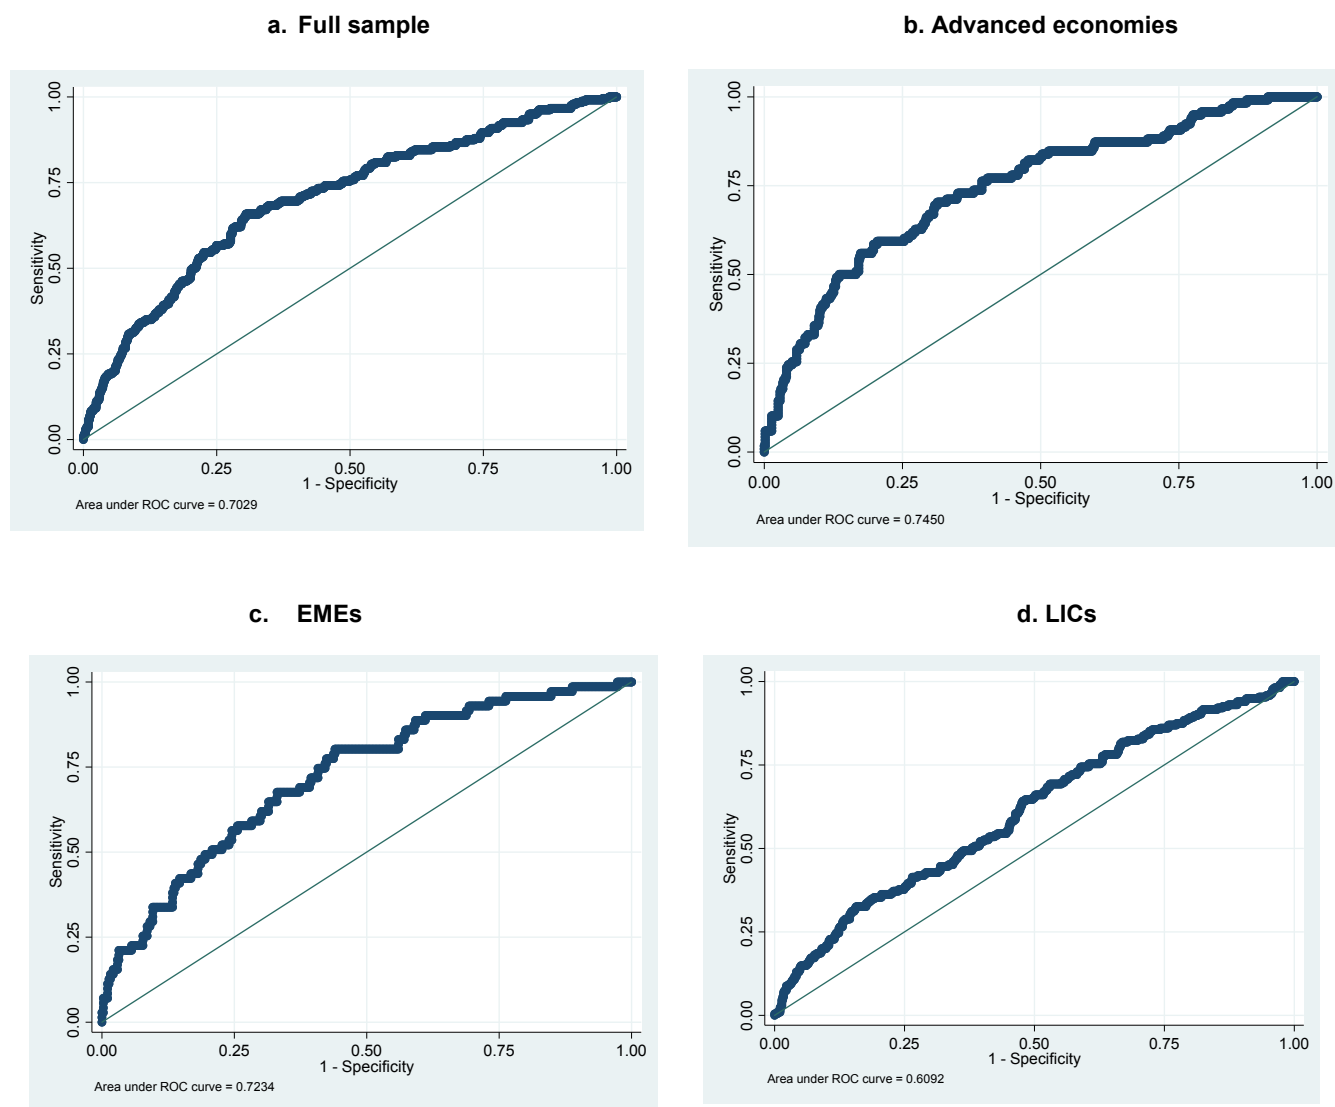 a. Full sample
Sensitivity
0.00 0.25 0.50 0.75 1.00
0.00 0.25 0.50 0.75 1.00
1 - Specificity
Area under ROC curve = 0.7029
b. Advanced economies
Sensitivity
0.00 0.25 0.50 0.75 1.00
0.00 0.25 0.50 0.75 1.00
1 - Specificity
Area under ROC curve = 0.7450
c. EMEs
Sensitivity
0.00 0.25 0.50 0.75 1.00
0.00 0.25 0.50 0.75 1.00
1 - Specificity
Area under ROC curve = 0.7234
d. LICs
Sensitivity
0.00 0.25 0.50 0.75 1.00
0.00 0.25 0.50 0.75 1.00
1 - Specificity
Area under ROC curve = 0.6092